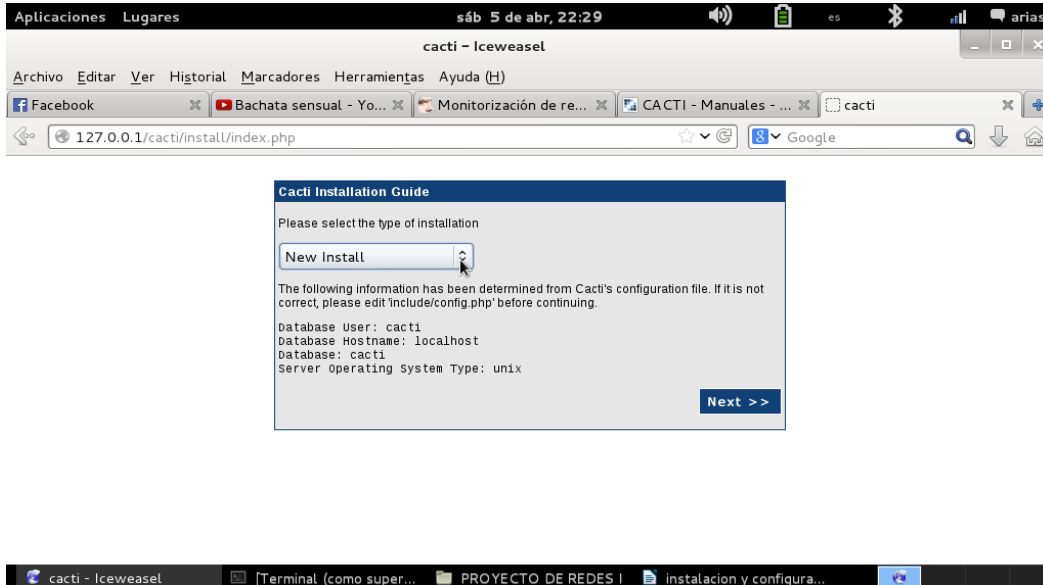 Aplicaciones Lugares sáb 5 de abr, 22:29 es arias
cacti – Iceweasel
Archivo Editar Ver Historial Marcadores Herramientas Ayuda (H)
Facebook Bachata sensual - Yo... Monitorización de re... CACTI - Manuales - ... cacti
127.0.0.1/cacti/install/index.php Google
Cacti Installation Guide
Please select the type of installation
New Install
The following information has been determined from Cacti's configuration file. If it is not
correct, please edit 'include/config.php' before continuing.
Database User: cacti
Database Hostname: localhost
Database: cacti
Server Operating System Type: unix
Next >>
cacti - Iceweasel [Terminal (como super... PROYECTO DE REDES I instalacion y configura...